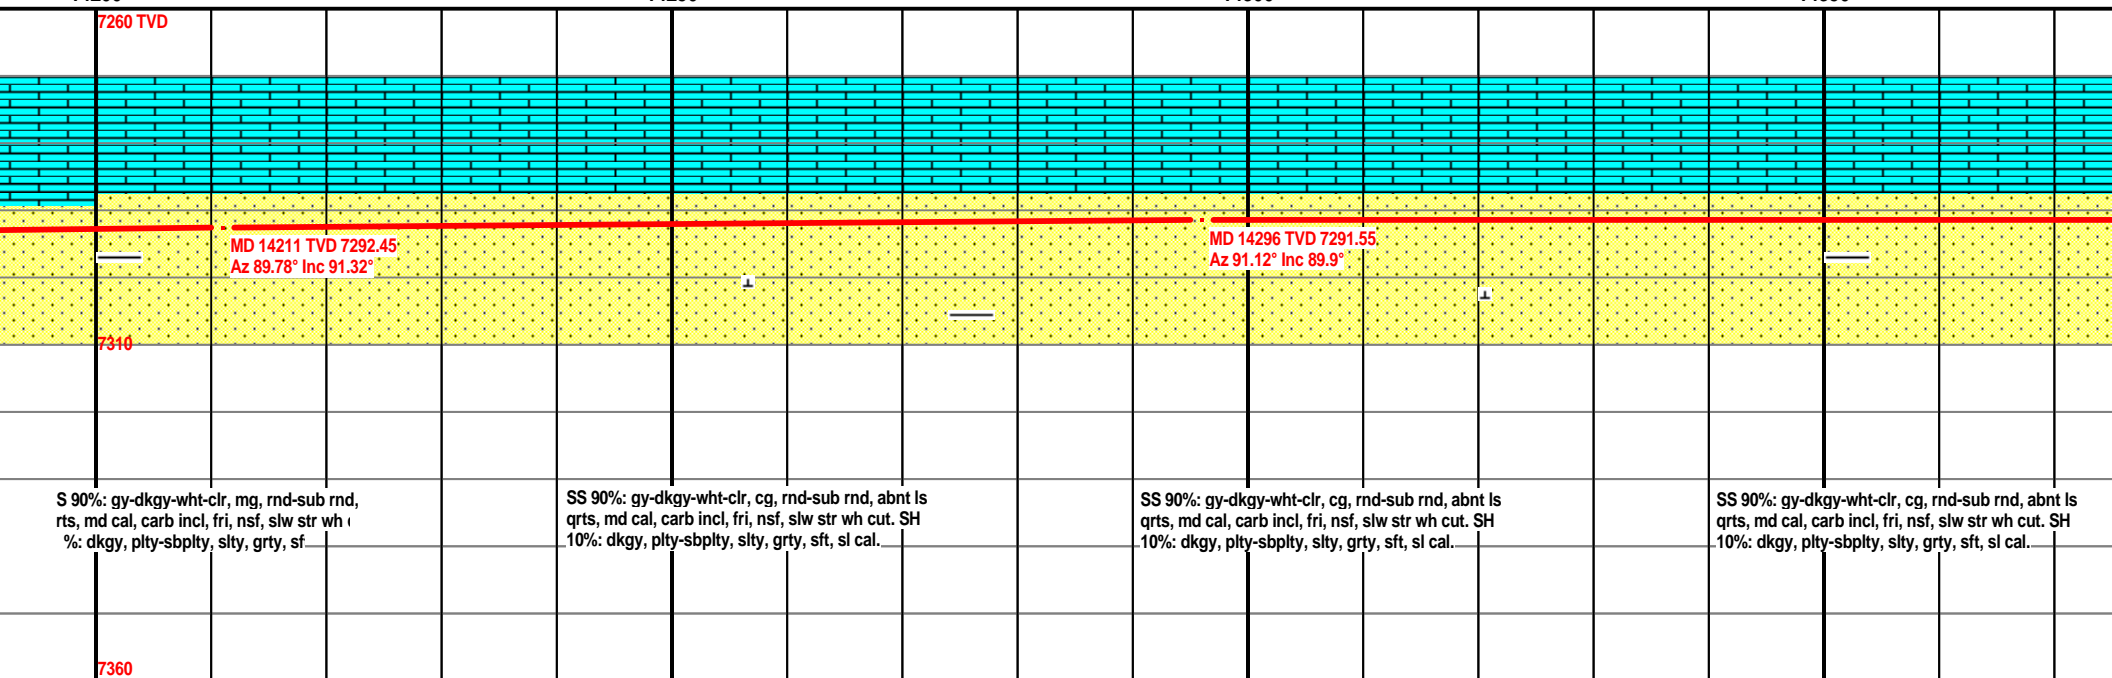 7260 TVD
MD 14211 TVD 7292.45
Az 89.78° Inc 91.32°
MD 14296 TVD 7291.55
Az 91.12° Inc 89.9°
7310
S 90%: gy-dkgy-wht-clr, mg, rnd-sub rnd,
rts, md cal, carb incl, fri, nsf, slw str wh
%: dkgy, plty-sbplty, slty, grty, sf
SS 90%: gy-dkgy-wht-clr, cg, rnd-sub rnd, abnt ls
qrts, md cal, carb incl, fri, nsf, slw str wh cut. SH
10%: dkgy, plty-sbplty, slty, grty, sft, sl cal.
SS 90%: gy-dkgy-wht-clr, cg, rnd-sub rnd, abnt ls
qrts, md cal, carb incl, fri, nsf, slw str wh cut. SH
10%: dkgy, plty-sbplty, slty, grty, sft, sl cal.
SS 90%: gy-dkgy-wht-clr, cg, rnd-sub rnd, abnt ls
qrts, md cal, carb incl, fri, nsf, slw str wh cut. SH
10%: dkgy, plty-sbplty, slty, grty, sft, sl cal.
7360